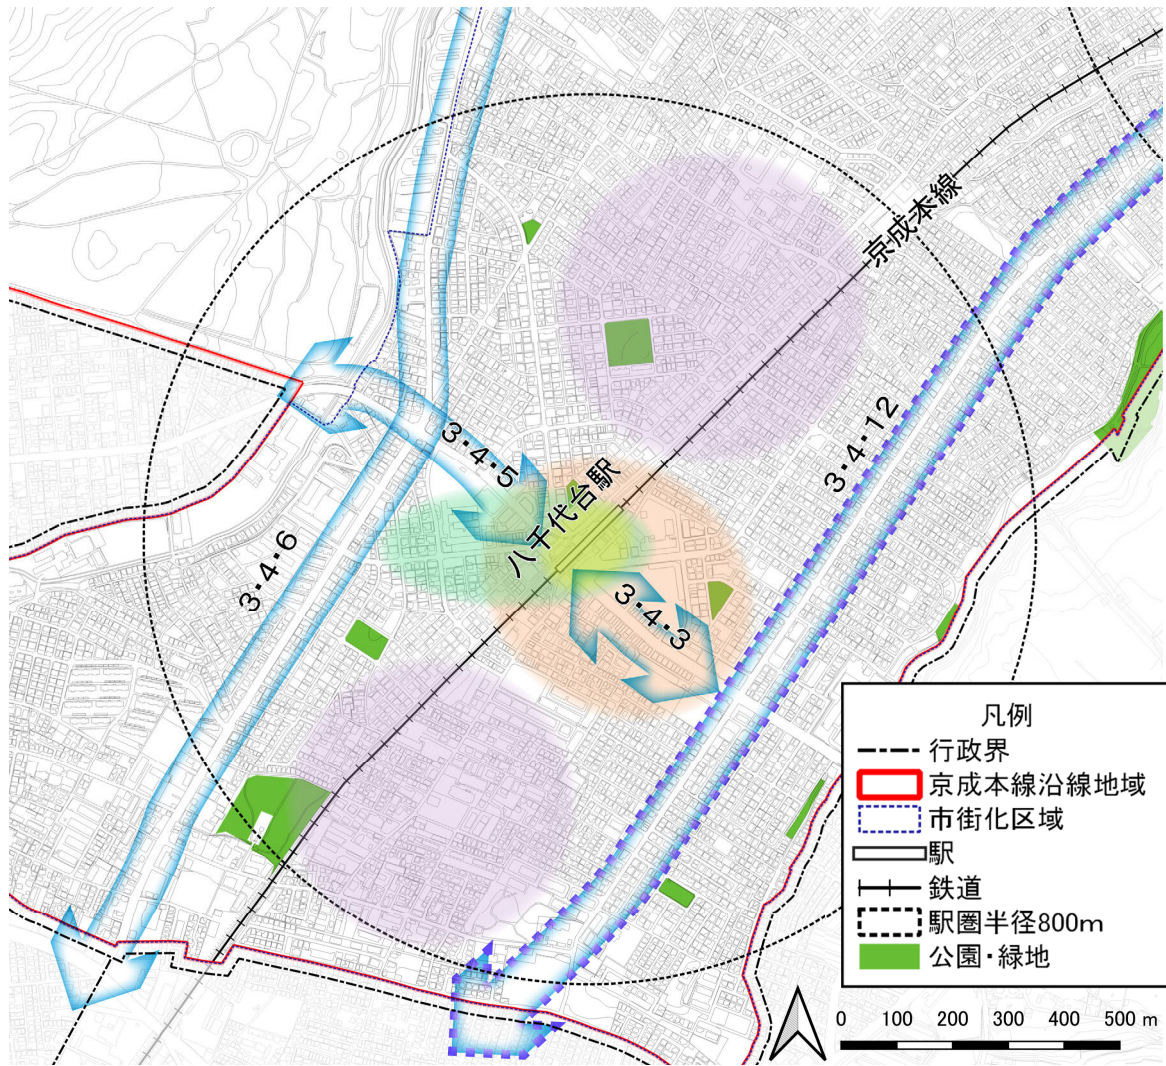 京成本線
3・4・12
3・4・5
八千代台駅
3・4・6
3・4・3
凡例
行政界
京成本線沿線地域
市街化区域
駅
鉄道
駅圏半径800m
公園・緑地
0 100 200 300 400 500 m